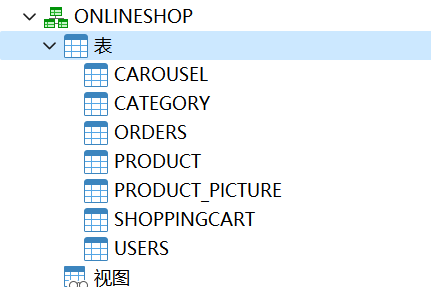 ONLINESHOP
表
CAROUSEL
CATEGORY
ORDERS
PRODUCT
PRODUCT_PICTURE
SHOPPINGCART
USERS
视图